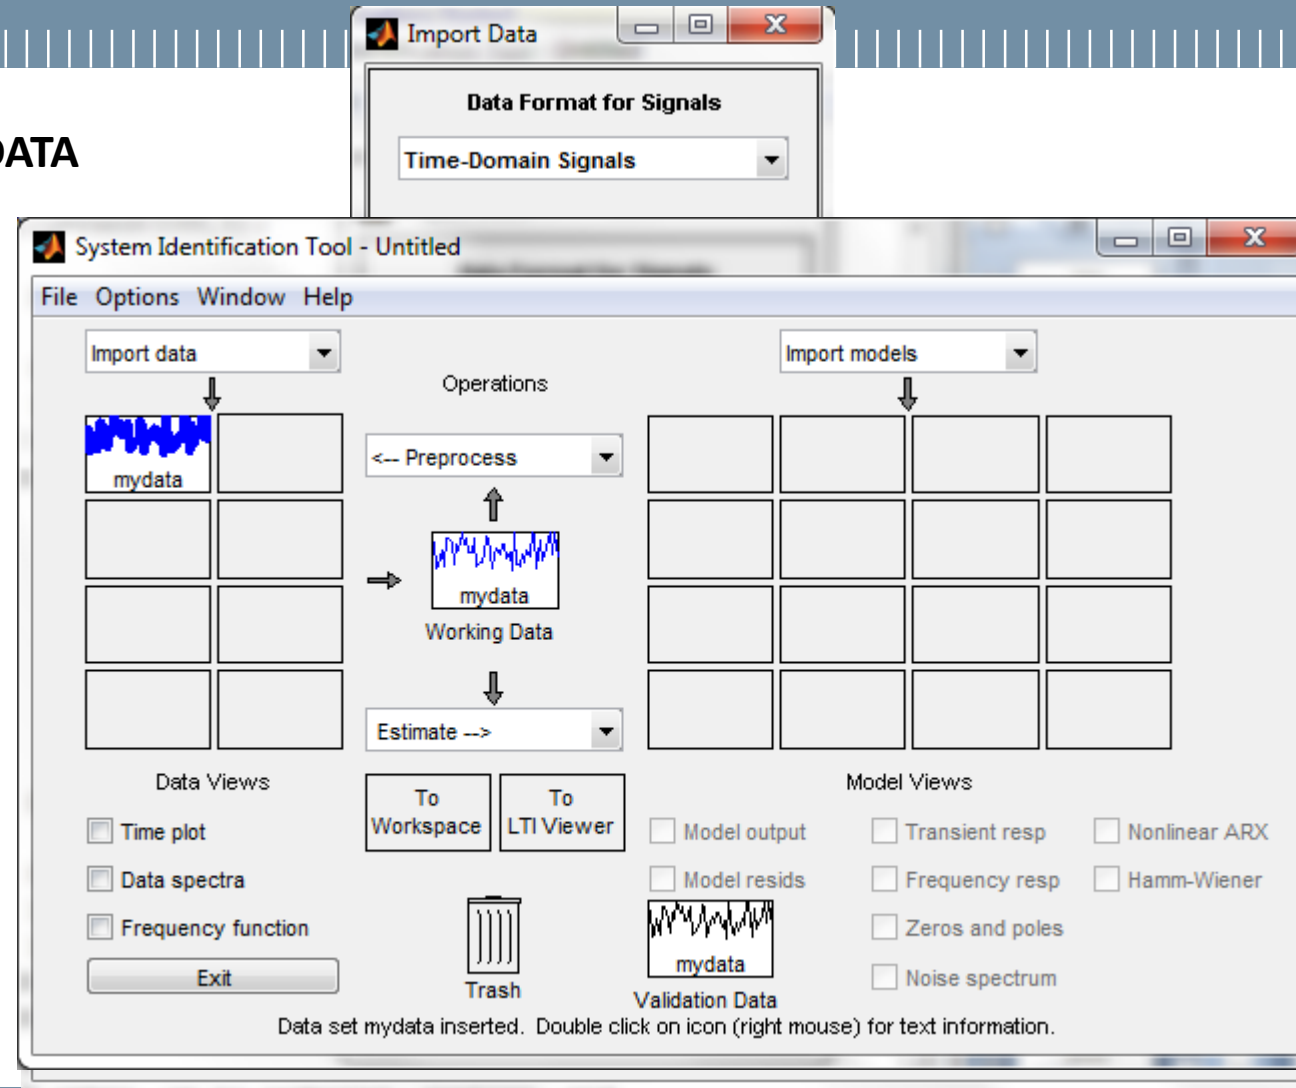 Import Data
Data Format for Signals
DATA
Time-Domain Signals
System Identification Tool - Untitled
File Options Window Help
Import data
Import models
Operations
<-- Preprocess
mydata
mydata
Working Data
Estimate -->
Data Views
Model Views
To Workspace
To LTI Viewer
Time plot
Model output
Transient resp
Nonlinear ARX
Data spectra
Model resids
Frequency resp
Hamm-Wiener
Frequency function
Zeros and poles
mydata
Exit
Trash
Noise spectrum
Validation Data
Data set mydata inserted. Double click on icon (right mouse) for text information.